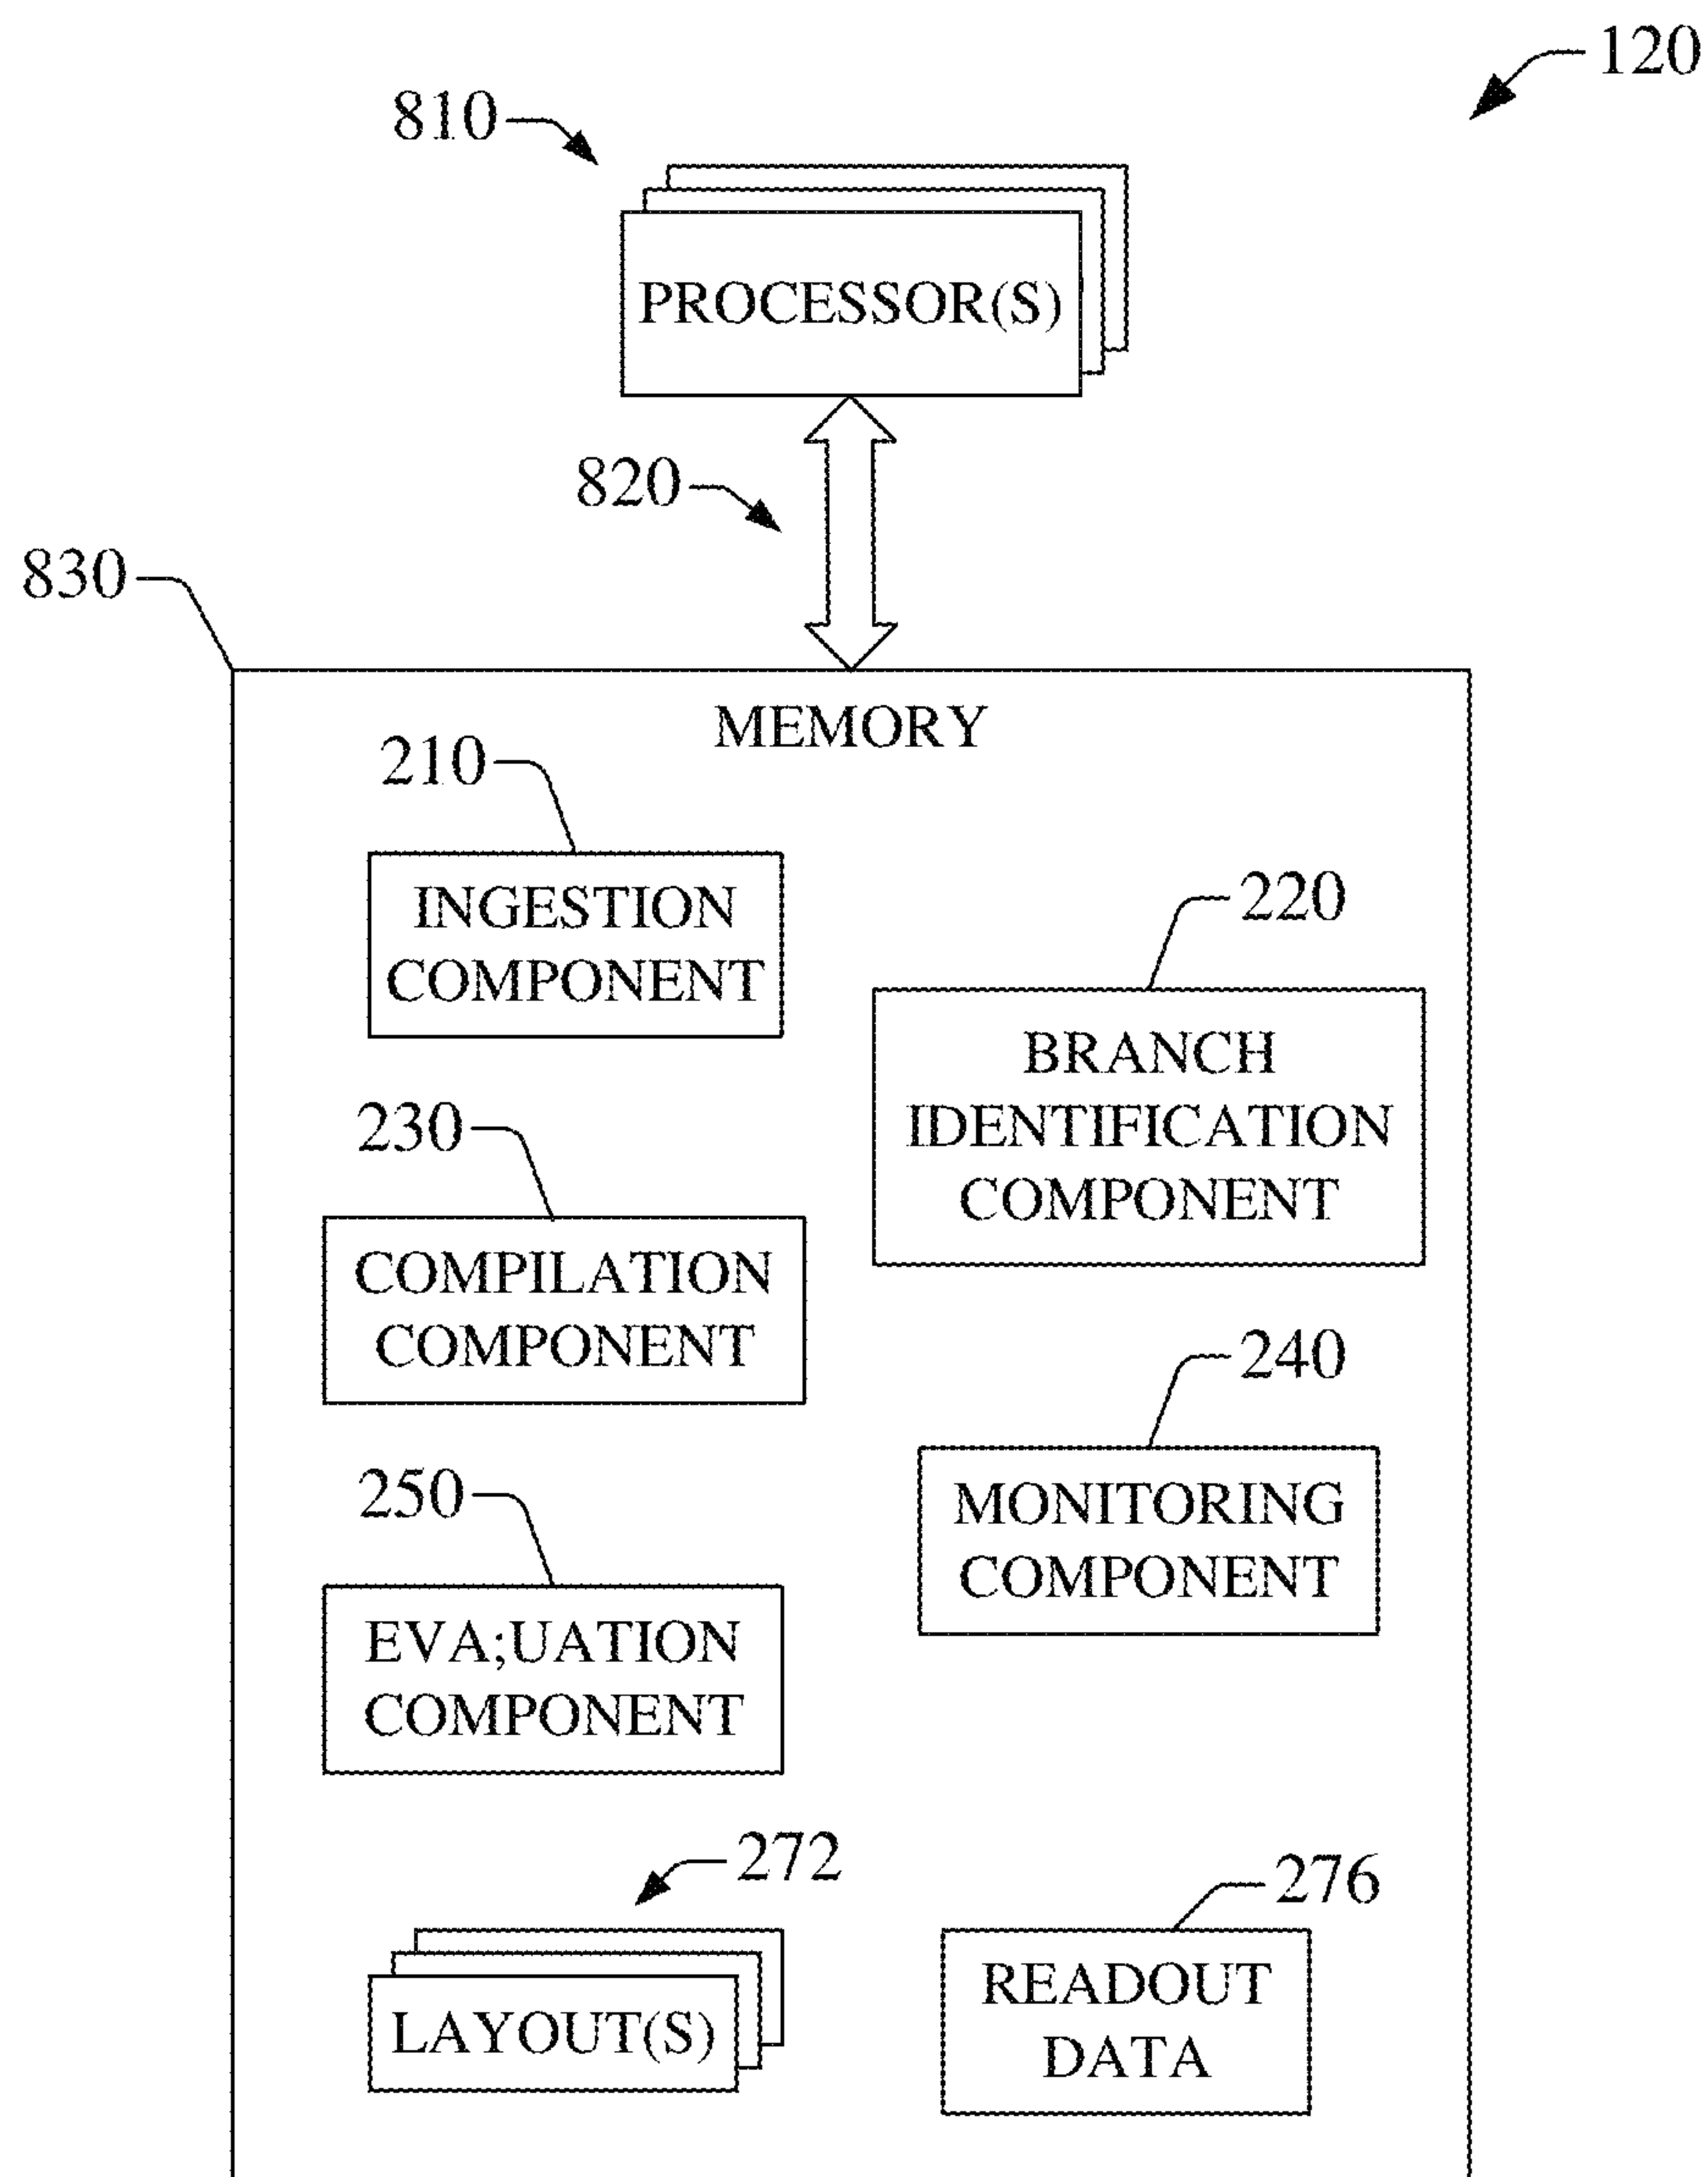 120
810
PROCESSOR(S)
820
830
MEMORY
210
INGESTION
COMPONENT
220
BRANCH
IDENTIFICATION
COMPONENT
230
COMPILATION
COMPONENT
240
MONITORING
COMPONENT
250
EVA;UATION
COMPONENT
272
LAYOUT(S)
276
READOUT
DATA